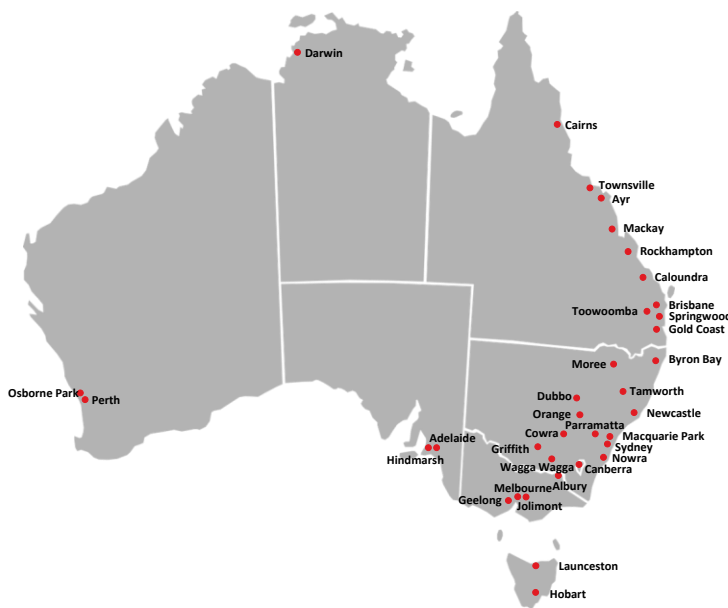 Darwin
Cairns
Townsville
Ayr
Mackay
Rockhampton
Caloundra
Brisbane
Toowoomba
Springwood
Gold Coast
Byron Bay
Moree
Osborne Park
Perth
Tamworth
Dubbo
Newcastle
Orange
Parramatta
Cowra
Macquarie Park
Adelaide
Sydney
Griffith
Hindmarsh
Nowra
Wagga Wagga
Canberra
Albury
Melbourne
Geelong
Jolimont
Launceston
Hobart